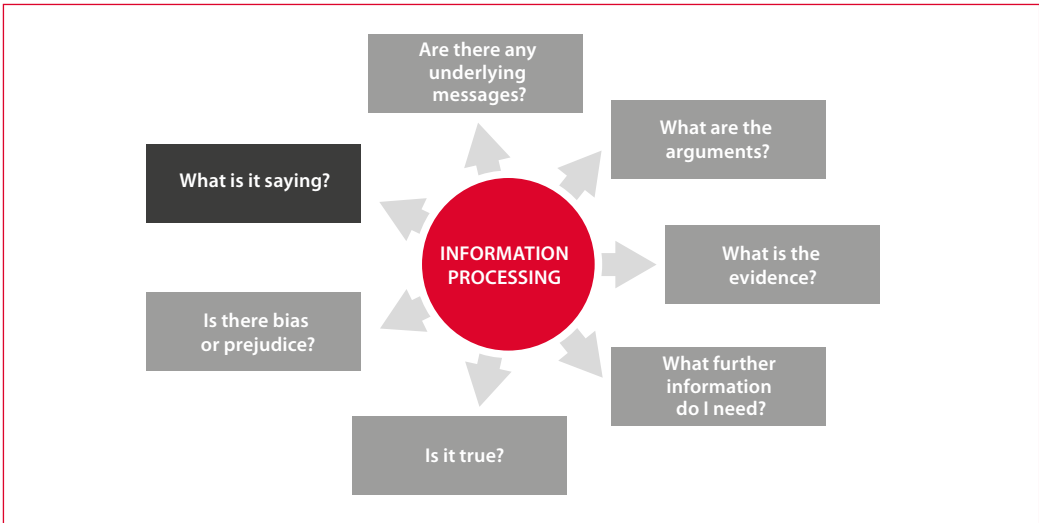 Are there any
underlying
messages?
What are the
arguments?
What is it saying?
INFORMATION
PROCESSING
What is the
evidence?
Is there bias
or prejudice?
What further
information
do I need?
Is it true?